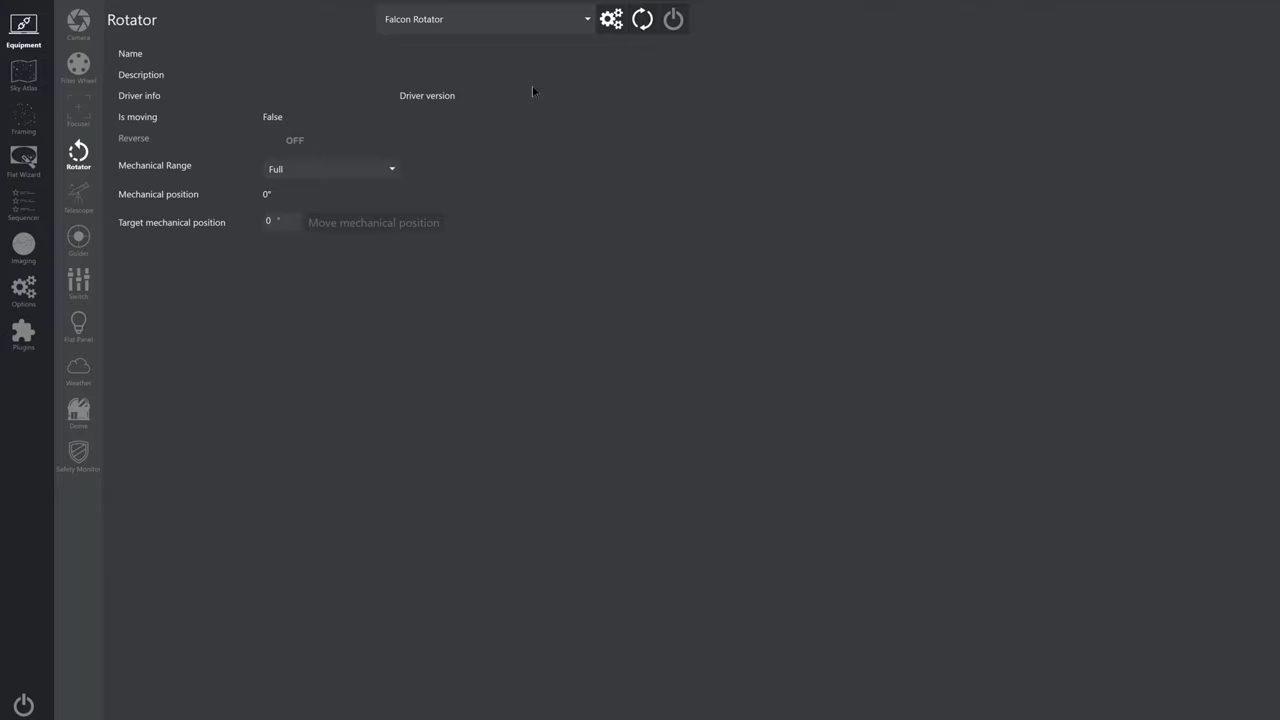 Equipment
Sky Atlas
Framing
Flat Wizard
Sequencer
Imaging
Options
Plugins
Camera
Filter Wheel
Focuser
Rotator
Telescope
Guider
Switch
Flat Panel
Weather
Dome
Safety Monitor
Rotator
Falcon Rotator
Name
Description
Driver info
Driver version
Is moving
False
Reverse
OFF
Mechanical Range
Full
Mechanical position
0°
Target mechanical position
0 °
Move mechanical position